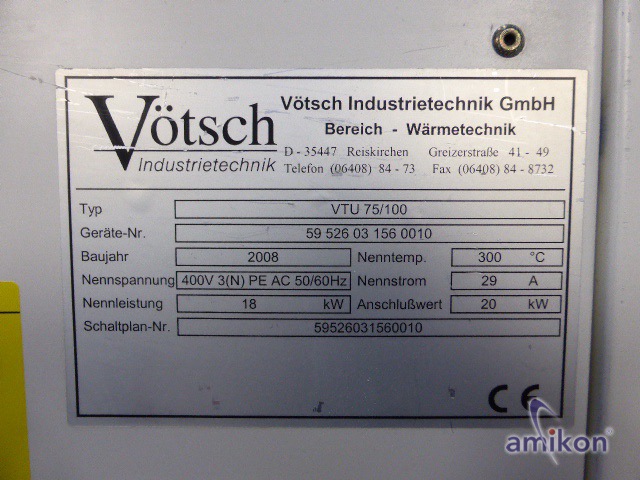 Vötsch
Industrietechnik
Vötsch Industrietechnik GmbH
Bereich - Wärmetechnik
D - 35447 Reiskirchen Greizerstraße 41 - 49
Telefon (06408) 84 - 73 Fax (06408) 84 - 8732
Typ VTU 75/100
Geräte-Nr. 59 526 03 156 0010
Baujahr 2008 Nenntemp. 300 °C
Nennspannung 400V 3(N) PE AC 50/60Hz Nennstrom 29 A
Nennleistung 18 kW Anschlußwert 20 kW
Schaltplan-Nr. 59526031560010
CE
amikon®